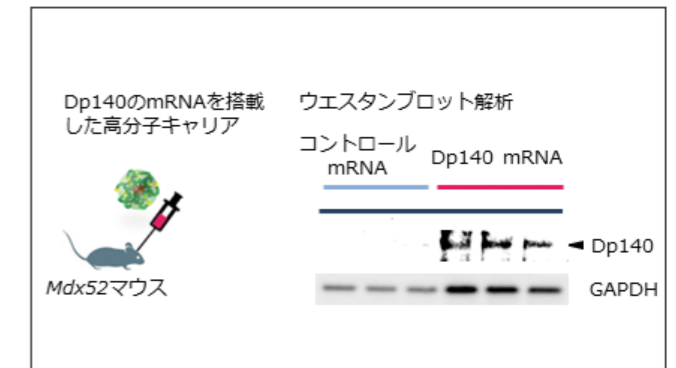 Dp140のmRNAを搭載
した高分子キャリア
ウエスタンブロット解析
コントロール
mRNA
Dp140 mRNA
Dp140
GAPDH
Mdx52マウス